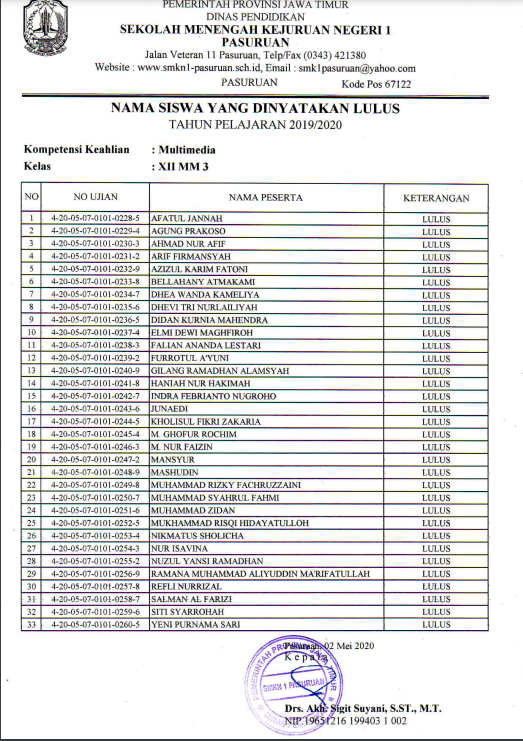 PEMERINTAH PROVINSI JAWA TIMUR
DINAS PENDIDIKAN
SEKOLAH MENENGAH KEJURUAN NEGERI 1
PASURUAN
Jalan Veteran 11 Pasuruan, Telp/Fax (0343) 421380
Website : www.smkn1-pasuruan.sch.id, Email : smk1pasuruan@yahoo.com
PASURUAN Kode Pos 67122
NAMA SISWA YANG DINYATAKAN LULUS
TAHUN PELAJARAN 2019/2020
Kompetensi Keahlian : Multimedia
Kelas : XII MM 3
NO NO UJIAN NAMA PESERTA KETERANGAN
1 4-20-05-07-0101-0228-5 AFATUL JANNAH LULUS
2 4-20-05-07-0101-0229-4 AGUNG PRAKOSO LULUS
3 4-20-05-07-0101-0230-3 AHMAD NUR AFIF LULUS
4 4-20-05-07-0101-0231-2 ARIF FIRMANSYAH LULUS
5 4-20-05-07-0101-0232-9 AZIZUL KARIM FATONI LULUS
6 4-20-05-07-0101-0233-8 BELLAHANY ATMAKAMI LULUS
7 4-20-05-07-0101-0234-7 DHEA WANDA KAMELIYA LULUS
8 4-20-05-07-0101-0235-6 DHEVI TRI NURLAILIYAH LULUS
9 4-20-05-07-0101-0236-5 DIDAN KURNIA MAHENDRA LULUS
10 4-20-05-07-0101-0237-4 ELMI DEWI MAGHFIROH LULUS
11 4-20-05-07-0101-0238-3 FALIAN ANANDA LESTARI LULUS
12 4-20-05-07-0101-0239-2 FURROTUL A'YUNI LULUS
13 4-20-05-07-0101-0240-9 GILANG RAMADHAN ALAMSYAH LULUS
14 4-20-05-07-0101-0241-8 HANIAH NUR HAKIMAH LULUS
15 4-20-05-07-0101-0242-7 INDRA FEBRIANTO NUGROHO LULUS
16 4-20-05-07-0101-0243-6 JUNAEDI LULUS
17 4-20-05-07-0101-0244-5 KHOLISUL FIKRI ZAKARIA LULUS
18 4-20-05-07-0101-0245-4 M. GHOFUR ROCHIM LULUS
19 4-20-05-07-0101-0246-3 M. NUR FAIZIN LULUS
20 4-20-05-07-0101-0247-2 MANSYUR LULUS
21 4-20-05-07-0101-0248-9 MASHUDIN LULUS
22 4-20-05-07-0101-0249-8 MUHAMMAD RIZKY FACHRUZZAINI LULUS
23 4-20-05-07-0101-0250-7 MUHAMMAD SYAHRUL FAHMI LULUS
24 4-20-05-07-0101-0251-6 MUHAMMAD ZIDAN LULUS
25 4-20-05-07-0101-0252-5 MUKHAMMAD RISQI HIDAYATULLOH LULUS
26 4-20-05-07-0101-0253-4 NIKMATUS SHOLICHA LULUS
27 4-20-05-07-0101-0254-3 NUR ISAVINA LULUS
28 4-20-05-07-0101-0255-2 NUZUL YANSI RAMADHAN LULUS
29 4-20-05-07-0101-0256-9 RAMANA MUHAMMAD ALIYUDDIN MA'RIFATULLAH LULUS
30 4-20-05-07-0101-0257-8 REFLI NURRIZAL LULUS
31 4-20-05-07-0101-0258-7 SALMAN AL FARIZI LULUS
32 4-20-05-07-0101-0259-6 SITI SYARROHAH LULUS
33 4-20-05-07-0101-0260-5 YENI PURNAMA SARI LULUS
Pasuruan, 02 Mei 2020
Kepala
PEMERINTAH PROVINSI JAWA TIMUR
SMKN 1 PASURUAN
Drs. Akh. Sigit Suyani, S.ST., M.T.
NIP.19651216 199403 1 002